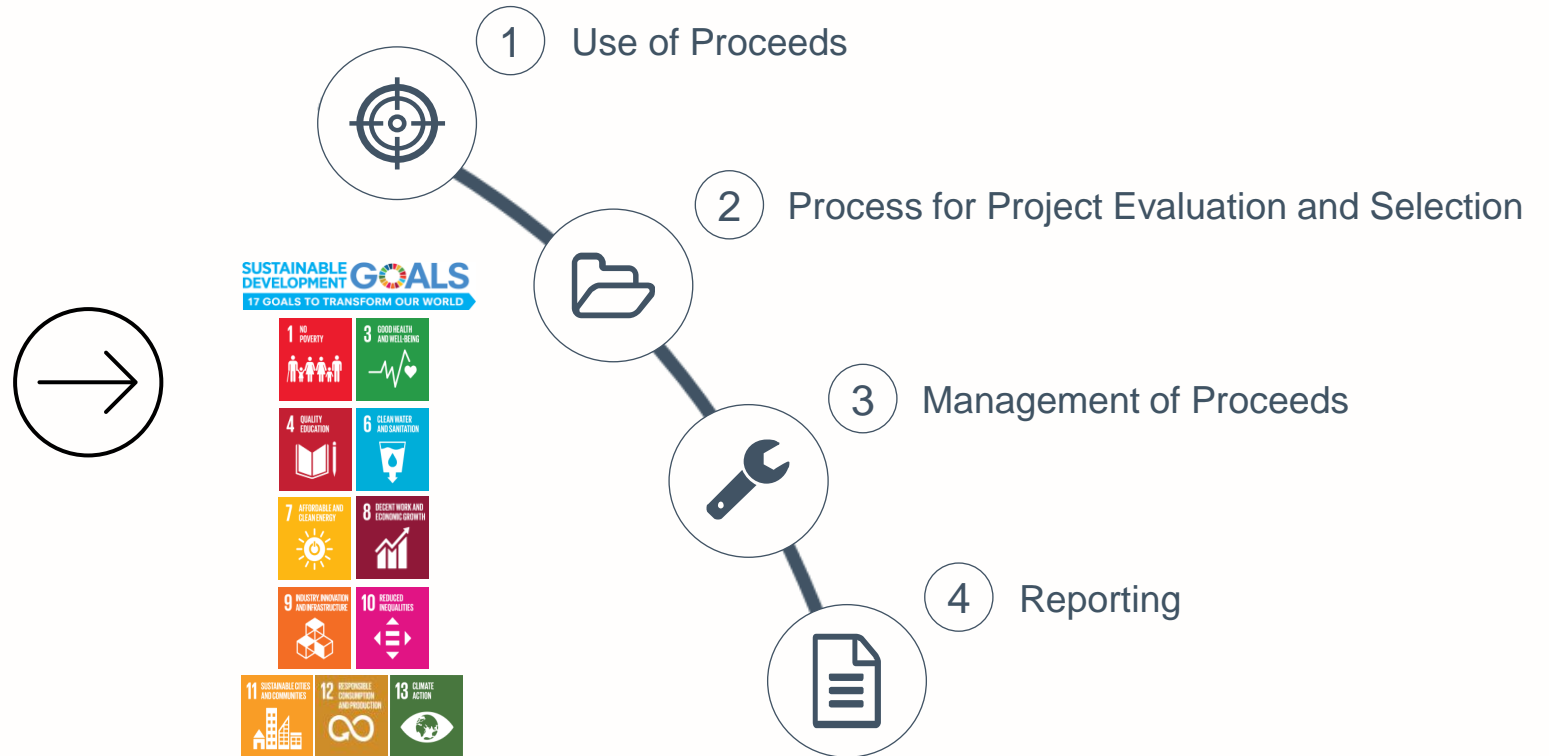 1 Use of Proceeds
2 Process for Project Evaluation and Selection
3 Management of Proceeds
4 Reporting
SUSTAINABLE
DEVELOPMENT GOALS
17 GOALS TO TRANSFORM OUR WORLD
1 NO
POVERTY
3 GOOD HEALTH
AND WELL-BEING
4 QUALITY
EDUCATION
6 CLEAN WATER
AND SANITATION
7 AFFORDABLE AND
CLEAN ENERGY
8 DECENT WORK AND
ECONOMIC GROWTH
9 INDUSTRY, INNOVATION
AND INFRASTRUCTURE
10 REDUCED
INEQUALITIES
11 SUSTAINABLE CITIES
AND COMMUNITIES
12 RESPONSIBLE
CONSUMPTION
AND PRODUCTION
13 CLIMATE
ACTION